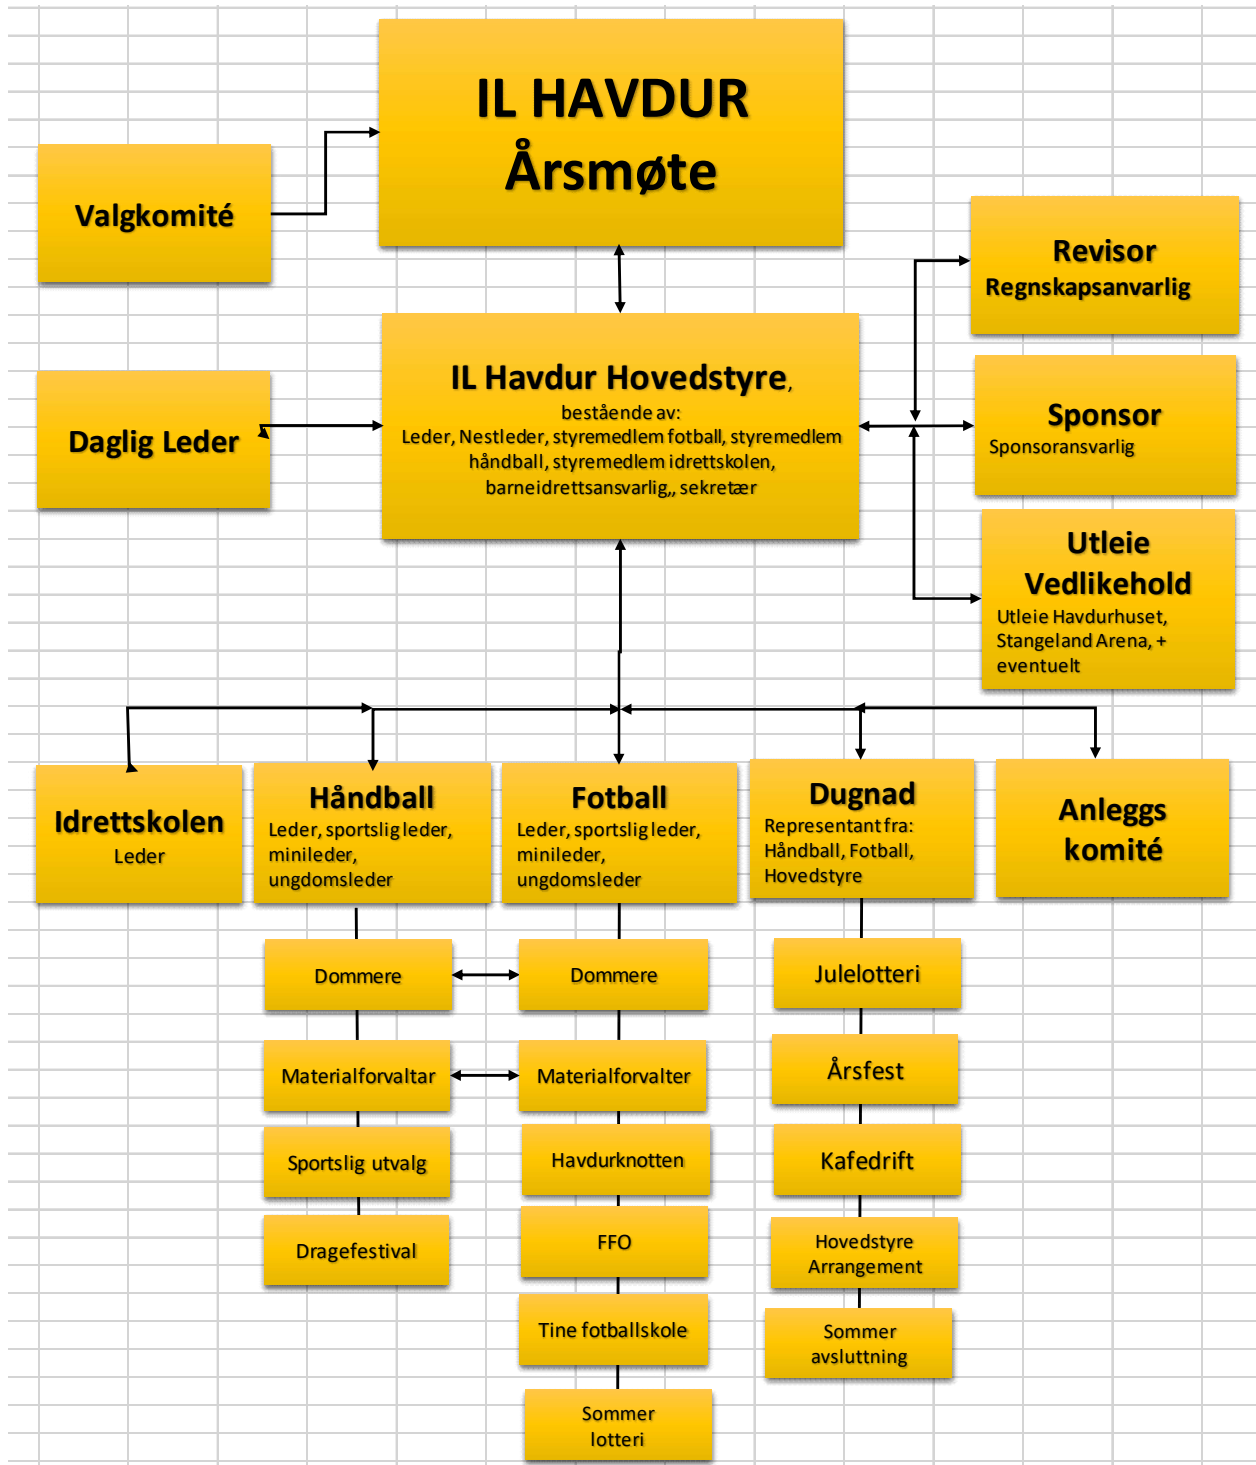 IL HAVDUR
Årsmøte
Valgkomité
Revisor
Regnskapsanvarlig
IL Havdur Hovedstyre,
bestående av:
Leder, Nestleder, styremedlem fotball, styremedlem
håndball, styremedlem idrettskolen,
barneidrettsansvarlig,, sekretær
Daglig Leder
Sponsor
Sponsoransvarlig
Utleie
Vedlikehold
Utleie Havdurhuset,
Stangeland Arena, +
eventuelt
Idrettskolen
Leder
Håndball
Leder, sportslig leder,
minileder,
ungdomsleder
Fotball
Leder, sportslig leder,
minileder,
ungdomsleder
Dugnad
Representant fra:
Håndball, Fotball,
Hovedstyre
Anleggs
komité
Dommere
Dommere
Julelotteri
Materialforvaltar
Materialforvalter
Årsfest
Sportslig utvalg
Havdurknotten
Kafedrift
Dragefestival
FFO
Hovedstyre
Arrangement
Tine fotballskole
Sommer
avsluttning
Sommer
lotteri